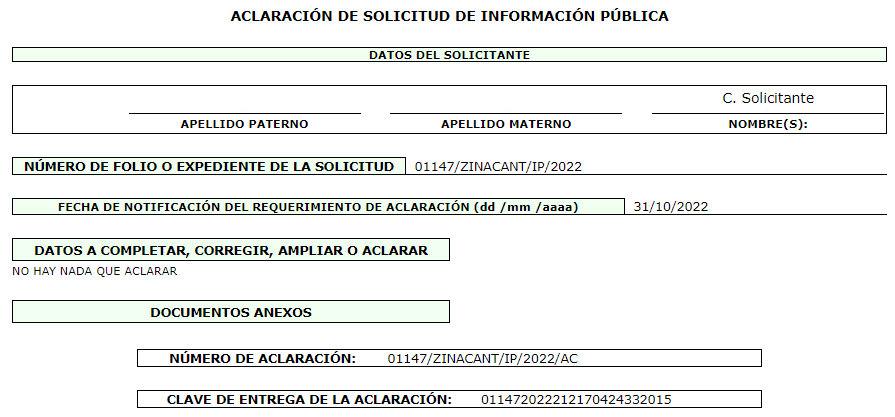 ACLARACIÓN DE SOLICITUD DE INFORMACIÓN PÚBLICA
DATOS DEL SOLICITANTE
C. Solicitante
APELLIDO PATERNO APELLIDO MATERNO NOMBRE(S):
NÚMERO DE FOLIO O EXPEDIENTE DE LA SOLICITUD 01147/ZINACANT/IP/2022
FECHA DE NOTIFICACIÓN DEL REQUERIMIENTO DE ACLARACIÓN (dd /mm /aaaa) 31/10/2022
DATOS A COMPLETAR, CORREGIR, AMPLIAR O ACLARAR
NO HAY NADA QUE ACLARAR
DOCUMENTOS ANEXOS
NÚMERO DE ACLARACIÓN: 01147/ZINACANT/IP/2022/AC
CLAVE DE ENTREGA DE LA ACLARACIÓN: 011472022212170424332015